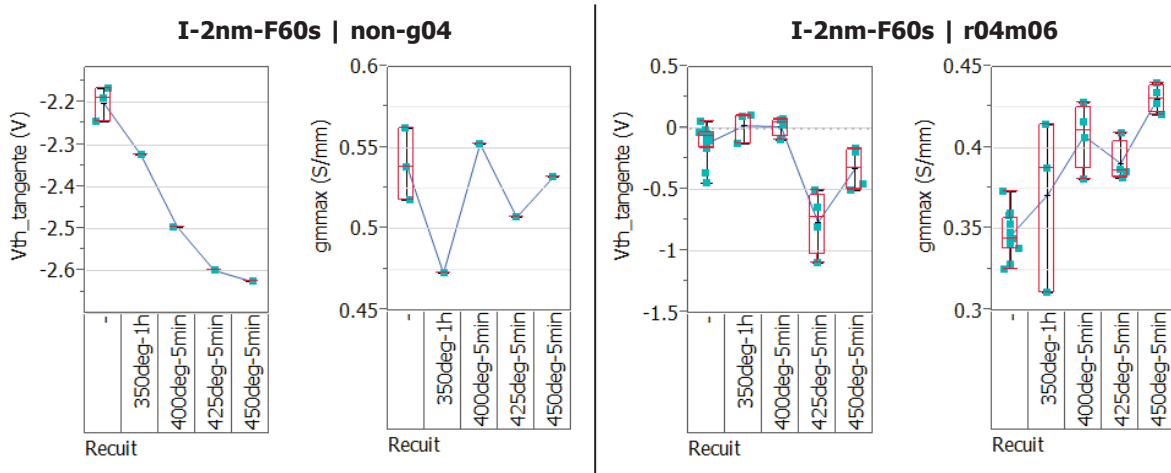 I-2nm-F60s | non-g04
Vth_tangente (V)
-2.2
-2.3
-2.4
-2.5
-2.6
-
350deg-1h
400deg-5min
425deg-5min
450deg-5min
Recuit
gmmax (S/mm)
0.6
0.55
0.5
0.45
-
350deg-1h
400deg-5min
425deg-5min
450deg-5min
Recuit
I-2nm-F60s | r04m06
Vth_tangente (V)
0.5
0
-0.5
-1
-1.5
-
350deg-1h
400deg-5min
425deg-5min
450deg-5min
Recuit
gmmax (S/mm)
0.45
0.4
0.35
0.3
-
350deg-1h
400deg-5min
425deg-5min
450deg-5min
Recuit